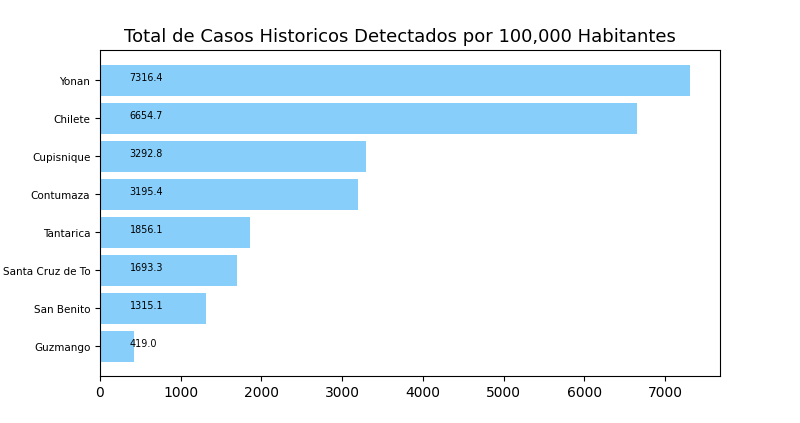 Total de Casos Historicos Detectados por 100,000 Habitantes
Yonan 7316.4
Chilete 6654.7
Cupisnique 3292.8
Contumaza 3195.4
Tantarica 1856.1
Santa Cruz de To 1693.3
San Benito 1315.1
Guzmango 419.0
0 1000 2000 3000 4000 5000 6000 7000